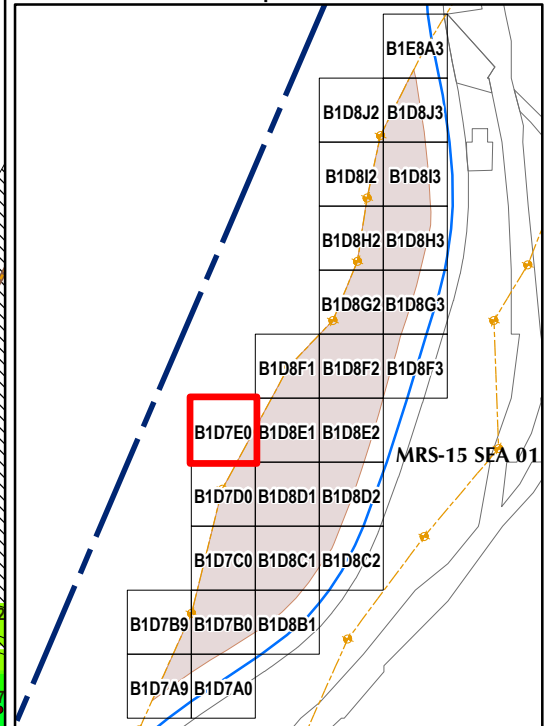 B1E8A3
B1D8J2 B1D8J3
B1D8I2 B1D8I3
B1D8H2 B1D8H3
B1D8G2 B1D8G3
B1D8F1 B1D8F2 B1D8F3
B1D7E0 B1D8E1 B1D8E2
MRS-15 SEA 01
B1D7D0 B1D8D1 B1D8D2
B1D7C0 B1D8C1 B1D8C2
B1D7B9 B1D7B0 B1D8B1
B1D7A9 B1D7A0